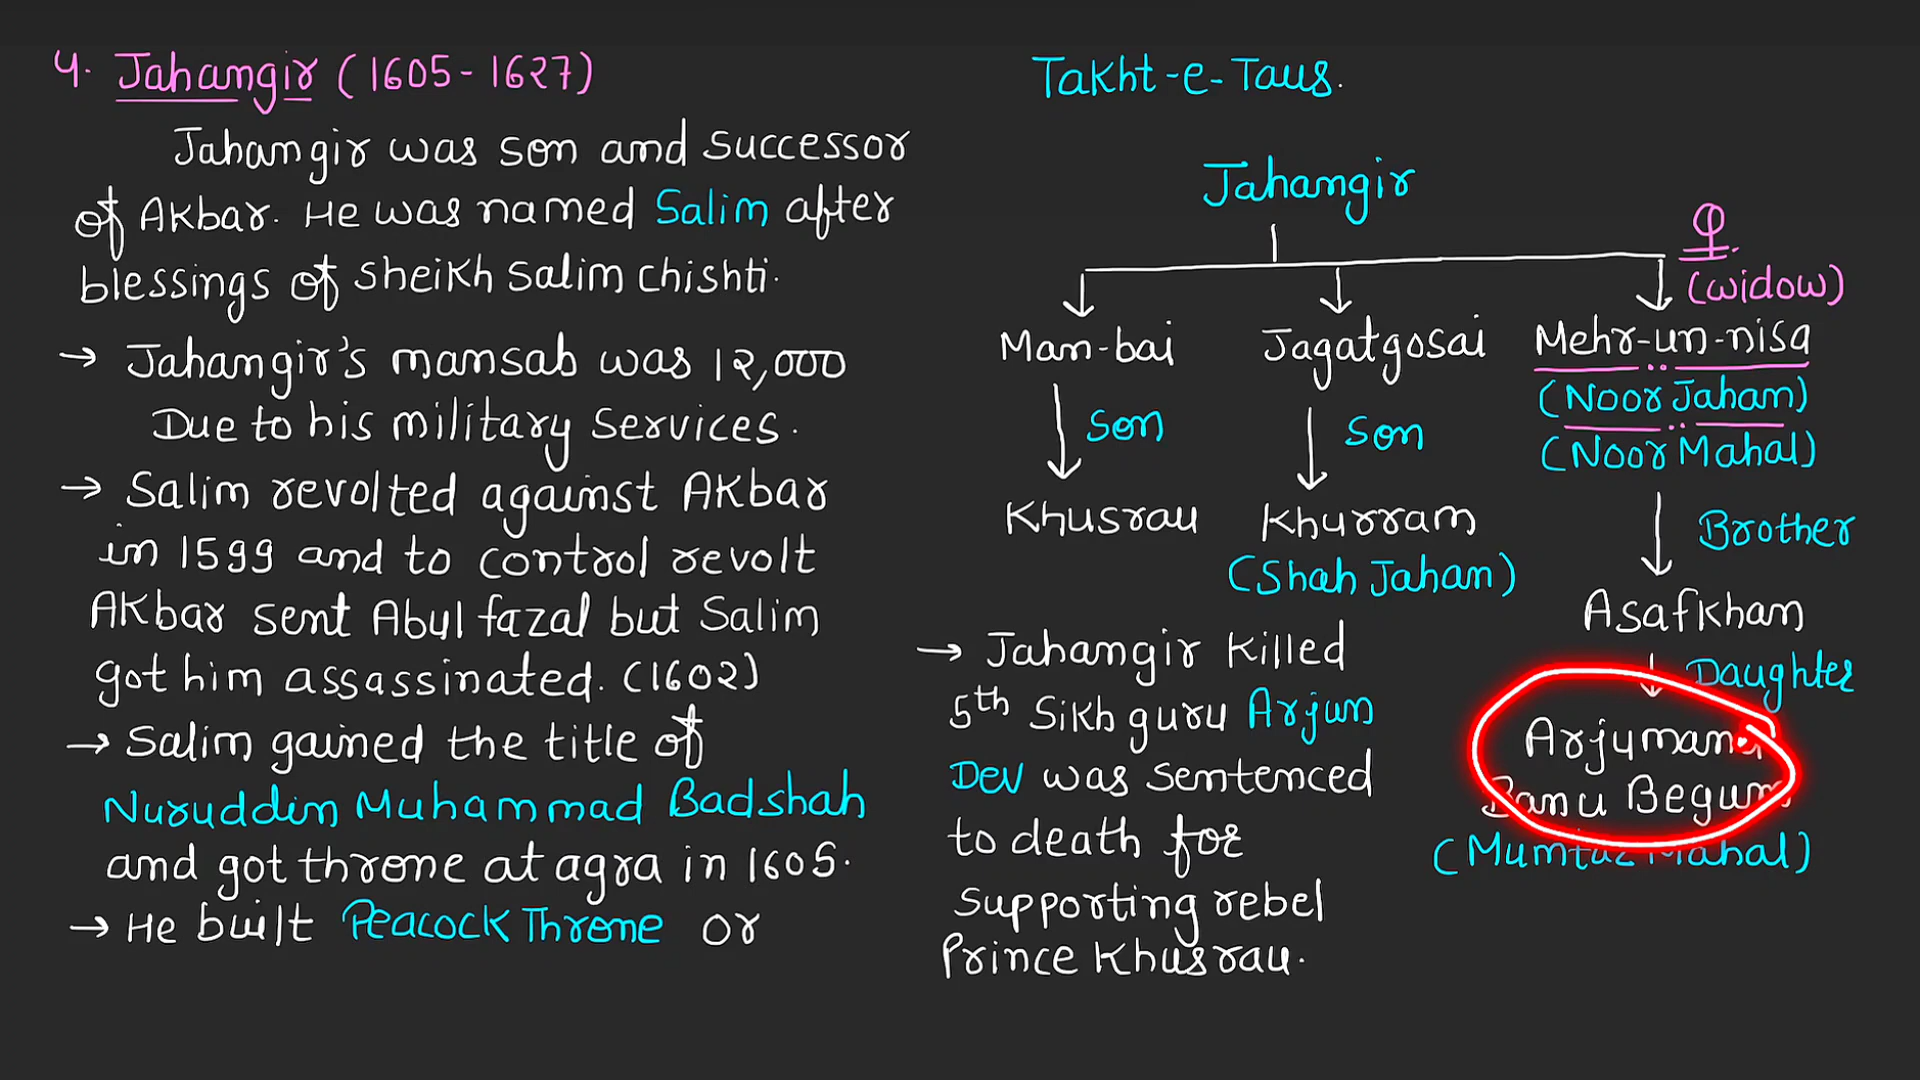 4. Jahangir (1605-1627)
Jahangir was son and successor
of Akbar. He was named Salim after
blessings of Sheikh Salim Chishti.
→ Jahangir's mansab was 12,000
Due to his military services.
→ Salim revolted against Akbar
in 1599 and to control revolt
Akbar sent Abul fazal but Salim
got him assassinated. (1602)
→ Salim gained the title of
Nuruddin Muhammad Badshah
and got throne at agra in 1605.
→ He built Peacock Throne or
Takht-e-Taus.
Jahangir
(widow)
Man-bai Jagatgosai Mehr-un-nisa
(Noor Jahan)
Son Son (Noor Mahal)
Khusrau Khurram Brother
(Shah Jahan)
Asafkhan
Daughter
Arjumand
Banu Begum
(Mumtaz Mahal)
→ Jahangir killed
5th Sikh guru Arjun
Dev was sentenced
to death for
supporting rebel
Prince Khusrau.